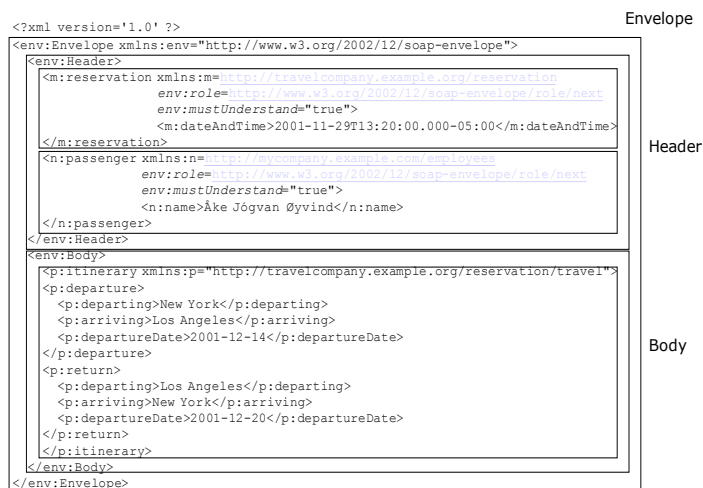 Envelope
<?xml version='1.0' ?>
<env:Envelope xmlns:env="http://www.w3.org/2002/12/soap-envelope">
<env:Header>
<m:reservation xmlns:m=http://travelcompany.example.org/reservation
env:role=http://www.w3.org/2002/12/soap-envelope/role/next
env:mustUnderstand="true">
<m:dateAndTime>2001-11-29T13:20:00.000-05:00</m:dateAndTime>
</m:reservation>
Header
<n:passenger xmlns:n=http://mycompany.example.com/employees
env:role=http://www.w3.org/2002/12/soap-envelope/role/next
env:mustUnderstand="true">
<n:name>Åke Jógvan Øyvind</n:name>
</n:passenger>
</env:Header>
<env:Body>
<p:itinerary xmlns:p="http://travelcompany.example.org/reservation/travel">
<p:departure>
<p:departing>New York</p:departing>
<p:arriving>Los Angeles</p:arriving>
<p:departureDate>2001-12-14</p:departureDate>
</p:departure>
Body
<p:return>
<p:departing>Los Angeles</p:departing>
<p:arriving>New York</p:arriving>
<p:departureDate>2001-12-20</p:departureDate>
</p:return>
</p:itinerary>
</env:Body>
</env:Envelope>